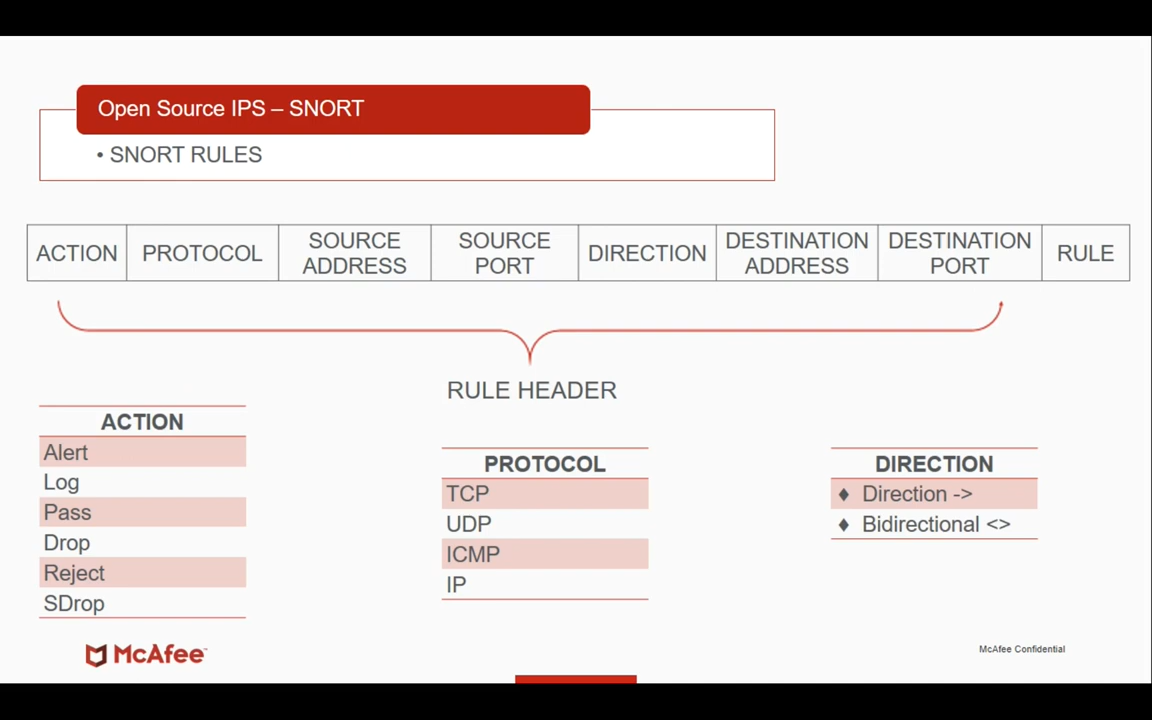 Open Source IPS – SNORT
• SNORT RULES
ACTION
PROTOCOL
SOURCE
ADDRESS
SOURCE
PORT
DIRECTION
DESTINATION
ADDRESS
DESTINATION
PORT
RULE
RULE HEADER
ACTION
Alert
Log
Pass
Drop
Reject
SDrop
PROTOCOL
TCP
UDP
ICMP
IP
DIRECTION
♦ Direction ->
♦ Bidirectional <>
McAfee™
McAfee Confidential